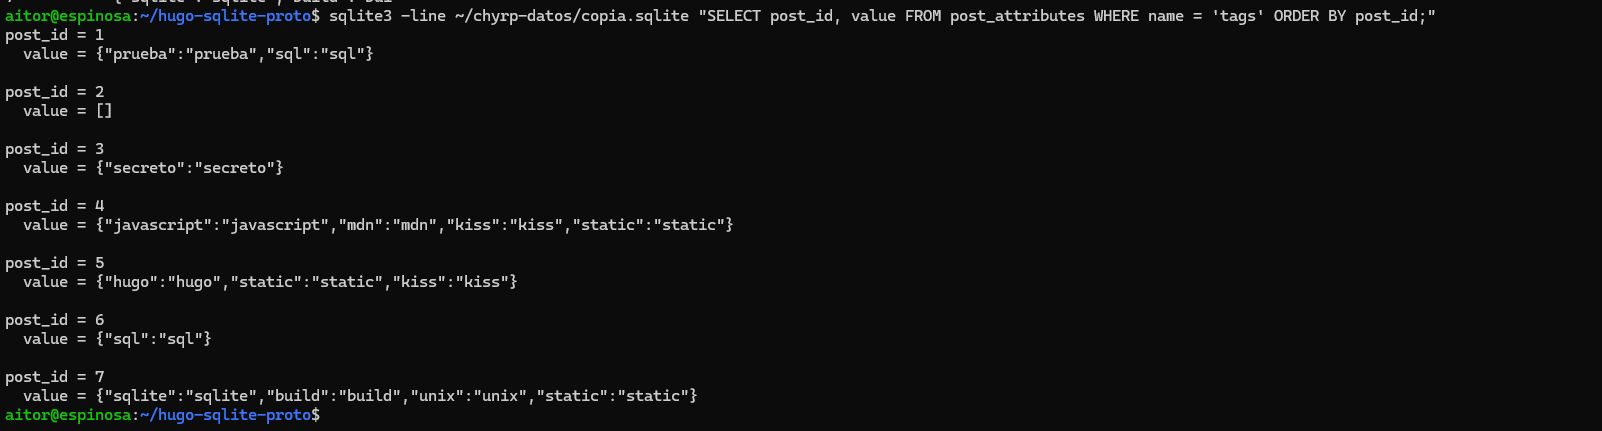 aitor@espinosa:~/hugo-sqlite-proto$ sqlite3 -line ~/chyrp-datos/copia.sqlite "SELECT post_id, value FROM post_attributes WHERE name = 'tags' ORDER BY post_id;"
post_id = 1
  value = {"prueba":"prueba","sql":"sql"}

post_id = 2
  value = []

post_id = 3
  value = {"secreto":"secreto"}

post_id = 4
  value = {"javascript":"javascript","mdn":"mdn","kiss":"kiss","static":"static"}

post_id = 5
  value = {"hugo":"hugo","static":"static","kiss":"kiss"}

post_id = 6
  value = {"sql":"sql"}

post_id = 7
  value = {"sqlite":"sqlite","build":"build","unix":"unix","static":"static"}
aitor@espinosa:~/hugo-sqlite-proto$